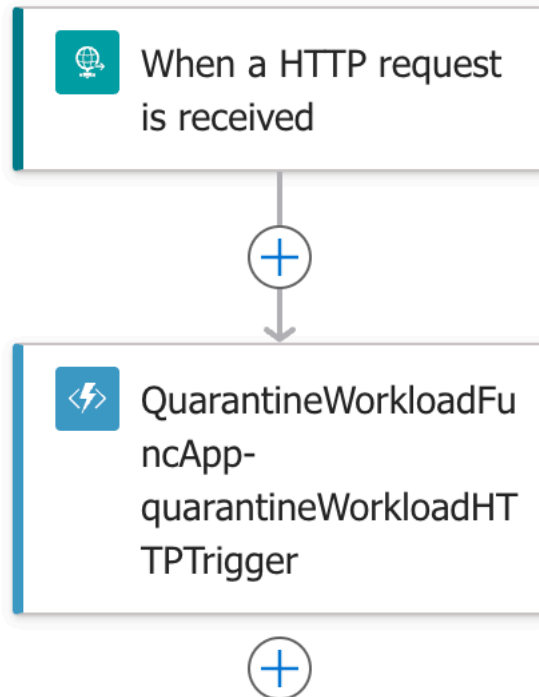 When a HTTP request
is received
QuarantineWorkloadFu
ncApp-
quarantineWorkloadHT
TPTrigger